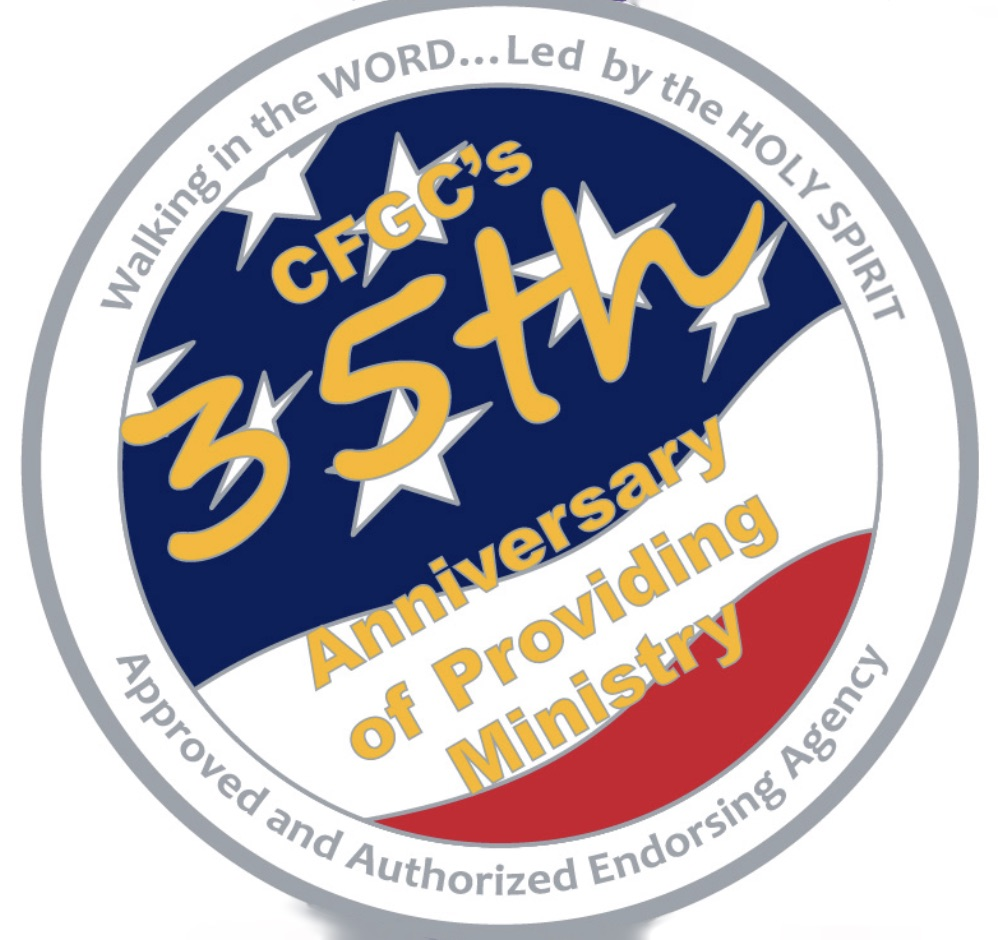 Walking in the WORD...Led by the HOLY SPIRIT
CFGC's
35th
Anniversary
of Providing
Ministry
Approved and Authorized Endorsing Agency